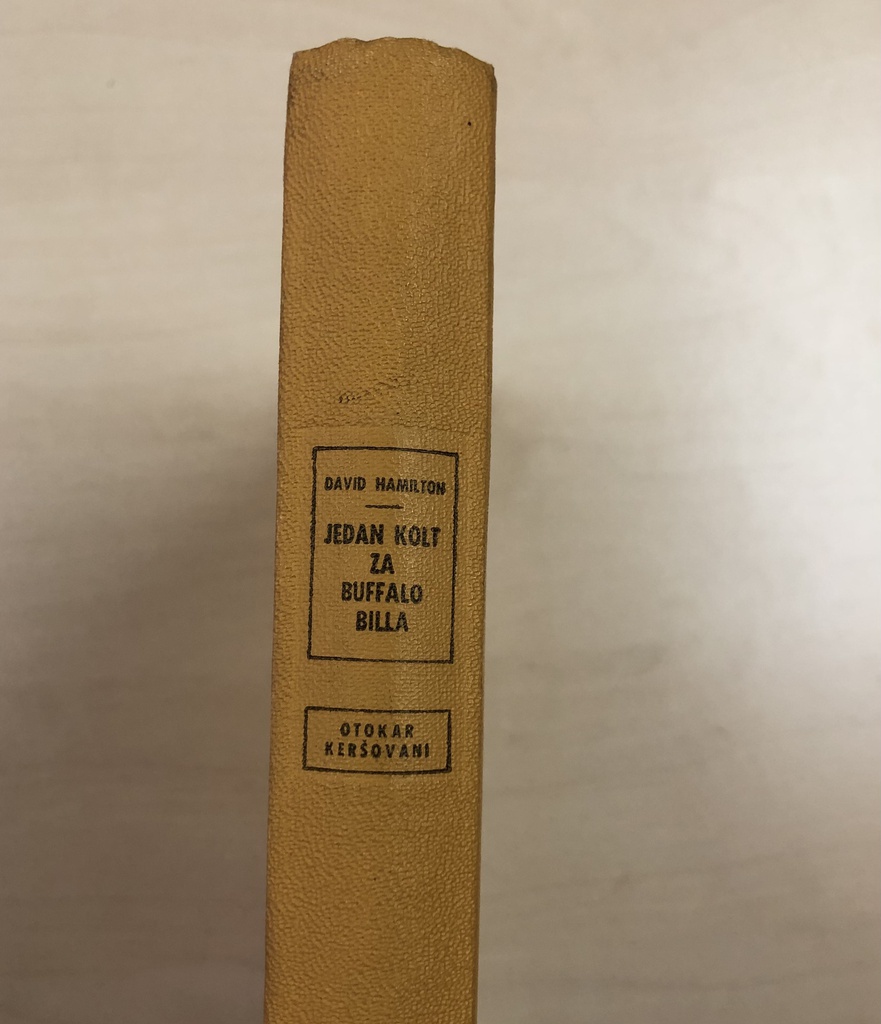 DAVID HAMILTON
JEDAN KOLT
ZA
BUFFALO
BILLA
OTOKAR
KERŠOVANI